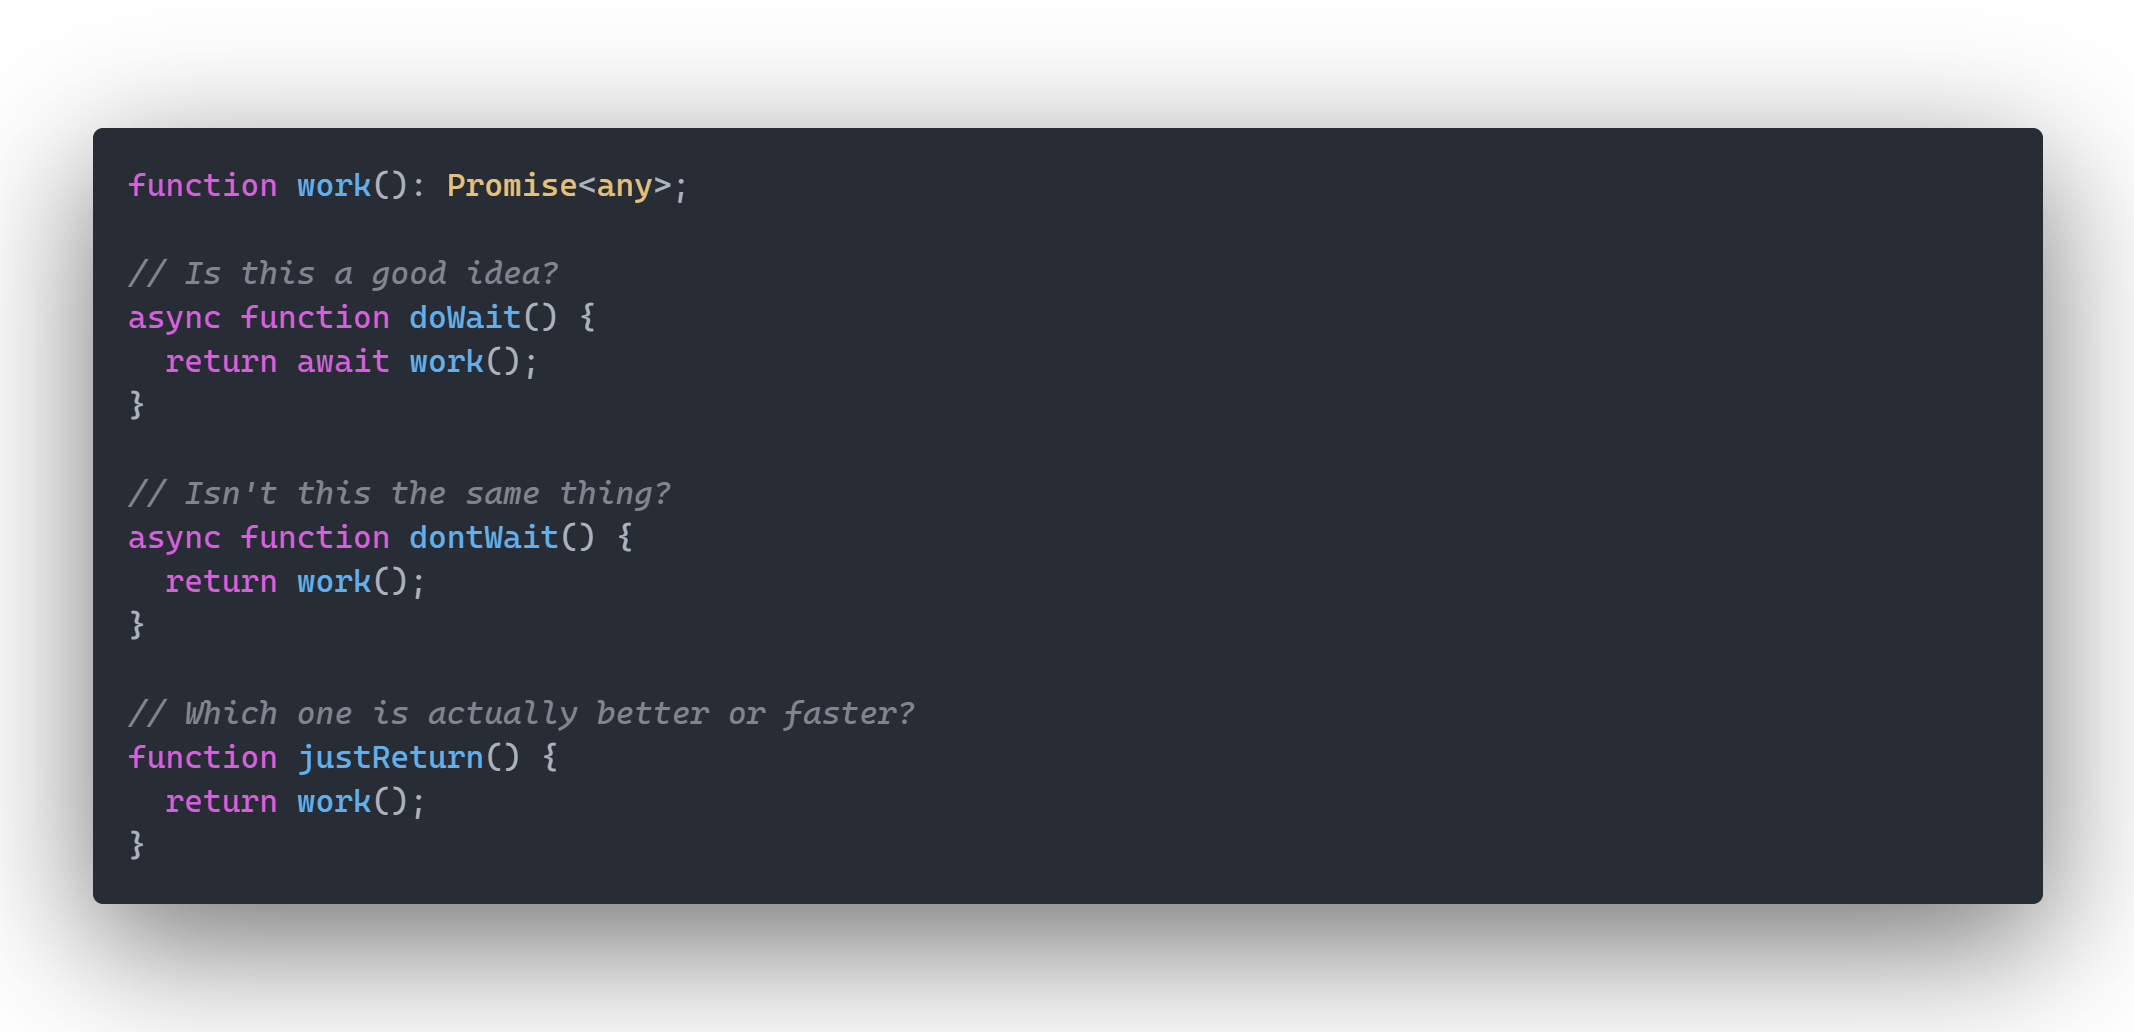 function work(): Promise<any>;
// Is this a good idea?
async function doWait() {
return await work();
}
// Isn't this the same thing?
async function dontWait() {
return work();
}
// Which one is actually better or faster?
function justReturn() {
return work();
}